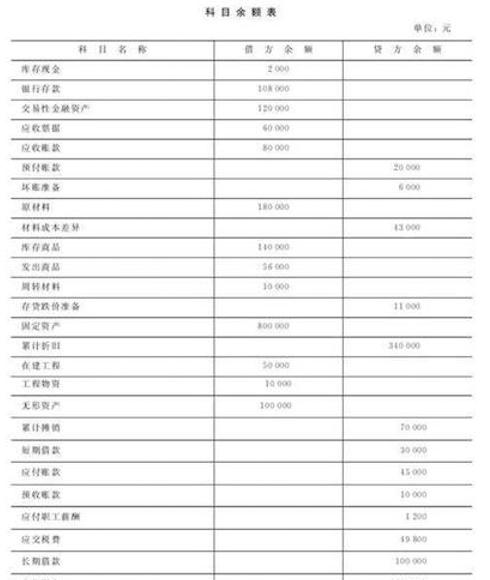 科目余额表
单位：元
科目名称 借方余额 贷方余额
库存现金 2 000
银行存款 108 000
交易性金融资产 120 000
应收票据 60 000
应收账款 80 000
预付账款 20 000
坏账准备 6 000
原材料 180 000
材料成本差异 43 000
库存商品 140 000
发出商品 56 000
周转材料 10 000
存货跌价准备 11 000
固定资产 800 000
累计折旧 340 000
在建工程 50 000
工程物资 10 000
无形资产 100 000
累计摊销 70 000
短期借款 30 000
应付账款 45 000
预收账款 10 000
应付职工薪酬 1 200
应交税费 49 800
长期借款 100 000